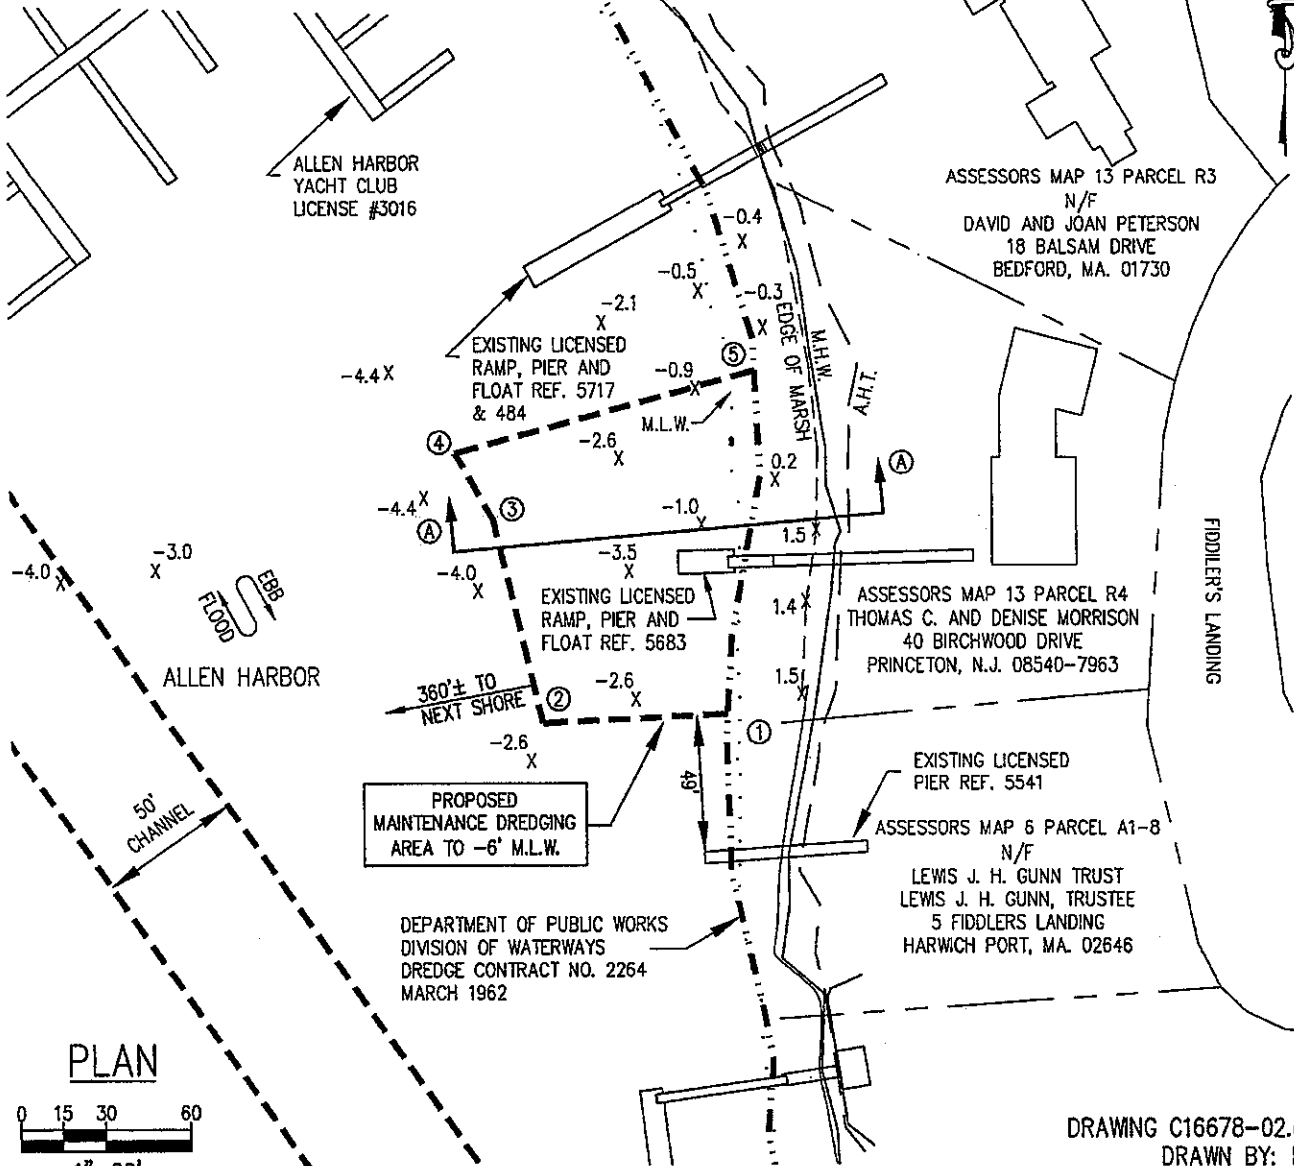 ALLEN HARBOR
YACHT CLUB
LICENSE #3016
ASSESSORS MAP 13 PARCEL R3
N/F
DAVID AND JOAN PETERSON
18 BALSAM DRIVE
BEDFORD, MA. 01730
-0.4
X
-0.5
X
-0.3
X
-2.1
X
EXISTING LICENSED
RAMP, PIER AND
FLOAT REF. 5717
& 484
-4.4 X
5
-0.9
X
M.L.W.
EDGE OF MARSH
M.H.W.
A.H.T.
4
-2.6
X
0.2
X
A
-4.4 X
3
A
-1.0
X
1.5 X
-3.0
X
-4.0
X
EBB
FLOOD
-4.0
X
-3.5
X
EXISTING LICENSED
RAMP, PIER AND
FLOAT REF. 5683
1.4 X
ASSESSORS MAP 13 PARCEL R4
THOMAS C. AND DENISE MORRISON
40 BIRCHWOOD DRIVE
PRINCETON, N.J. 08540-7963
FIDDILER'S LANDING
ALLEN HARBOR
360'± TO
NEXT SHORE
2
-2.6
X
1.5
X
1
-2.6
X
49'
EXISTING LICENSED
PIER REF. 5541
PROPOSED
MAINTENANCE DREDGING
AREA TO -6' M.L.W.
50'
CHANNEL
ASSESSORS MAP 6 PARCEL A1-8
N/F
LEWIS J. H. GUNN TRUST
LEWIS J. H. GUNN, TRUSTEE
5 FIDDLERS LANDING
HARWICH PORT, MA. 02646
DEPARTMENT OF PUBLIC WORKS
DIVISION OF WATERWAYS
DREDGE CONTRACT NO. 2264
MARCH 1962
PLAN
0 15 30 60
DRAWING C16678-02.
DRAWN BY: